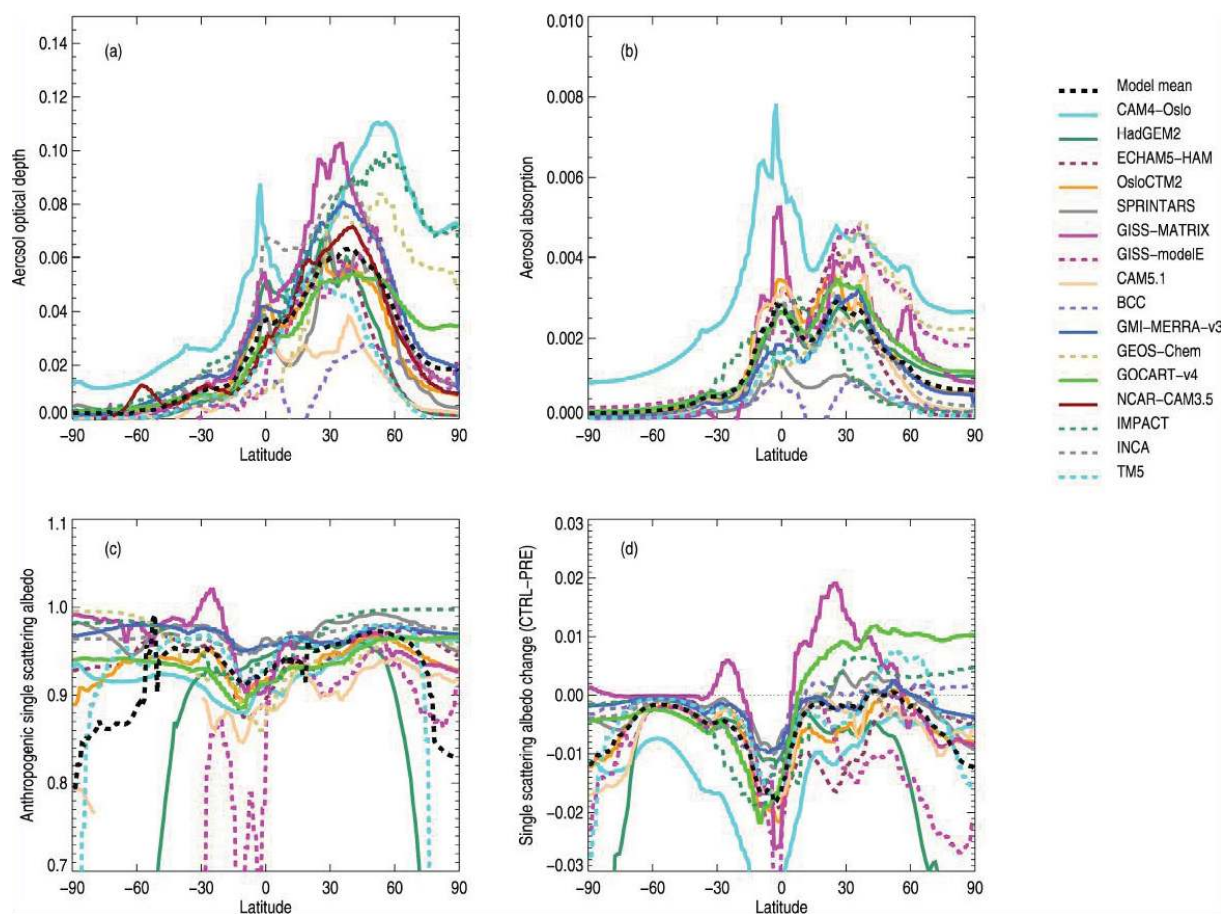 (a)
0.14
0.12
0.10
0.08
0.06
0.04
0.02
0.00
Aerosol optical depth
-90 -60 -30 0 30 60 90
Latitude
(b)
0.010
0.008
0.006
0.004
0.002
0.000
Aerosol absorption
-90 -60 -30 0 30 60 90
Latitude
Model mean
CAM4-Oslo
HadGEM2
ECHAM5-HAM
OsloCTM2
SPRINTARS
GISS-MATRIX
GISS-modelE
CAM5.1
BCC
GMI-MERRA-v3
GEOS-Chem
GOCART-v4
NCAR-CAM3.5
IMPACT
INCA
TM5
(c)
1.1
1.0
0.9
0.8
0.7
Anthropogenic single scattering albedo
-90 -60 -30 0 30 60 90
Latitude
(d)
0.03
0.02
0.01
0.00
-0.01
-0.02
-0.03
Single scattering albedo change (CTRL-PRE)
-90 -60 -30 0 30 60 90
Latitude